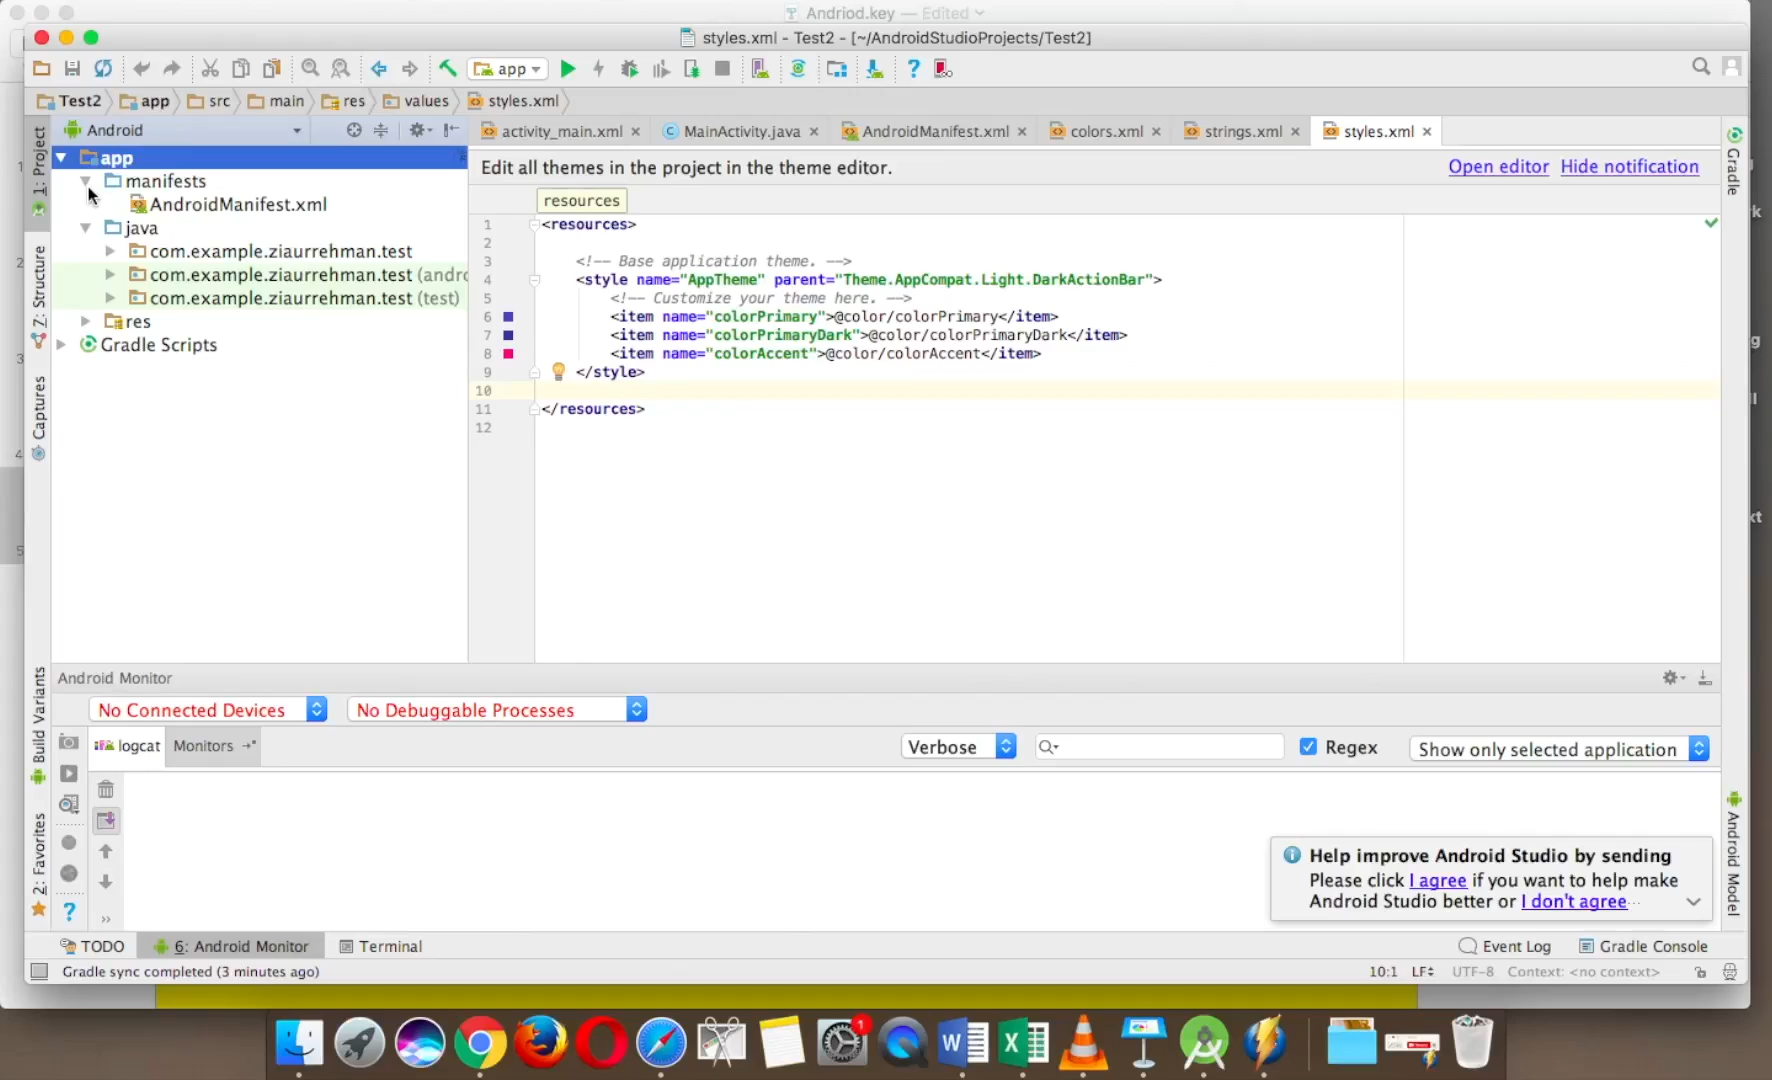 Andriod.key — Edited
styles.xml - Test2 - [~/AndroidStudioProjects/Test2]
app
Test2 app src main res values styles.xml
Android
activity_main.xml MainActivity.java AndroidManifest.xml colors.xml strings.xml styles.xml
1: Project
Z: Structure
Captures
Build Variants
2: Favorites
app
manifests
AndroidManifest.xml
java
com.example.ziaurrehman.test
com.example.ziaurrehman.test (andro
com.example.ziaurrehman.test (test)
res
Gradle Scripts
Edit all themes in the project in the theme editor.
Open editor Hide notification
resources
1 <resources>
2
3 <!-- Base application theme. -->
4 <style name="AppTheme" parent="Theme.AppCompat.Light.DarkActionBar">
5 <!-- Customize your theme here. -->
6 <item name="colorPrimary">@color/colorPrimary</item>
7 <item name="colorPrimaryDark">@color/colorPrimaryDark</item>
8 <item name="colorAccent">@color/colorAccent</item>
9 </style>
10
11 </resources>
12
Gradle
Android Model
Android Monitor
No Connected Devices No Debuggable Processes
logcat Monitors Verbose Regex Show only selected application
Help improve Android Studio by sending
Please click I agree if you want to help make
Android Studio better or I don't agree...
TODO 6: Android Monitor Terminal Event Log Gradle Console
Gradle sync completed (3 minutes ago) 10:1 LF UTF-8 Context: <no context>
1